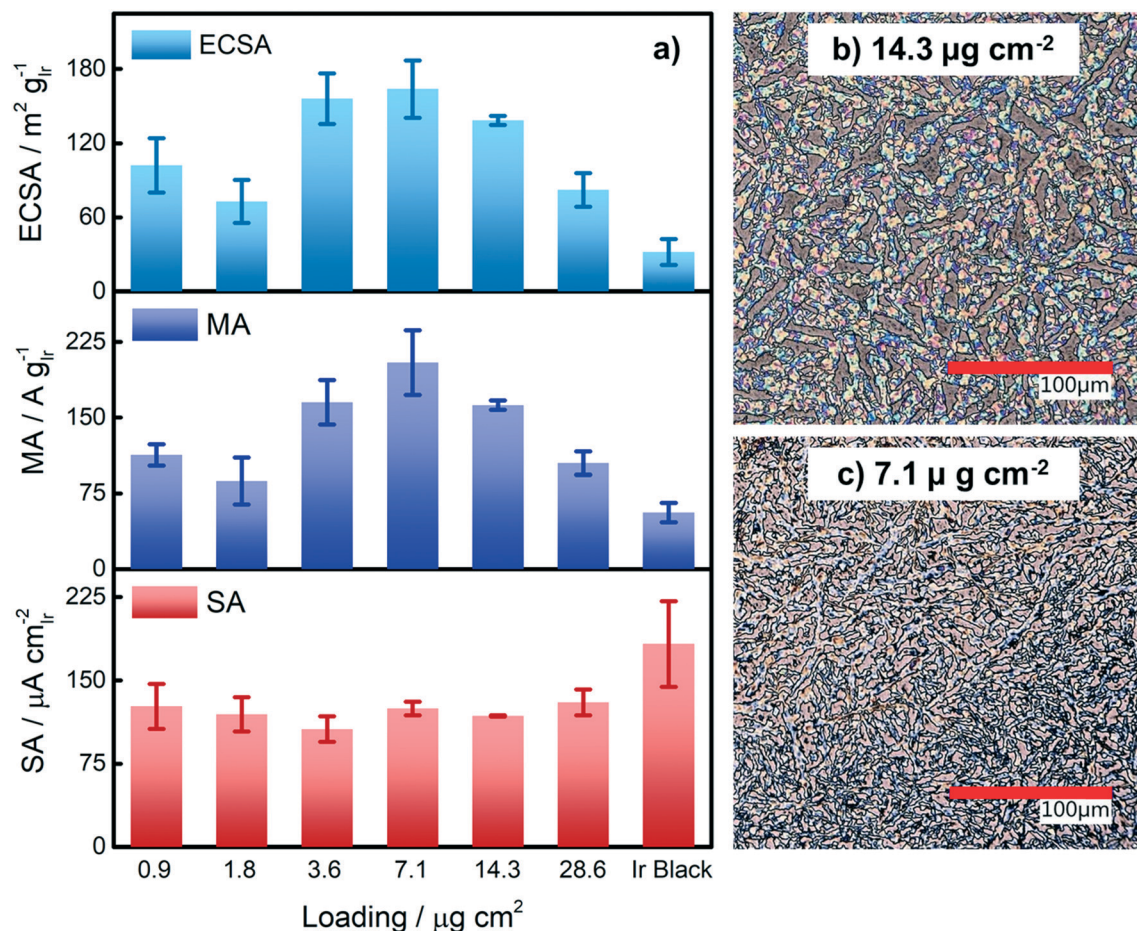 a)
ECSA
ECSA / m² g⁻¹Ir
180
120
60
0
MA
MA / A g⁻¹Ir
225
150
75
0
SA
SA / μA cm⁻²Ir
225
150
75
0
0.9 1.8 3.6 7.1 14.3 28.6 Ir Black
Loading / μg cm²
b) 14.3 μg cm⁻²
100μm
c) 7.1 μ g cm⁻²
100μm